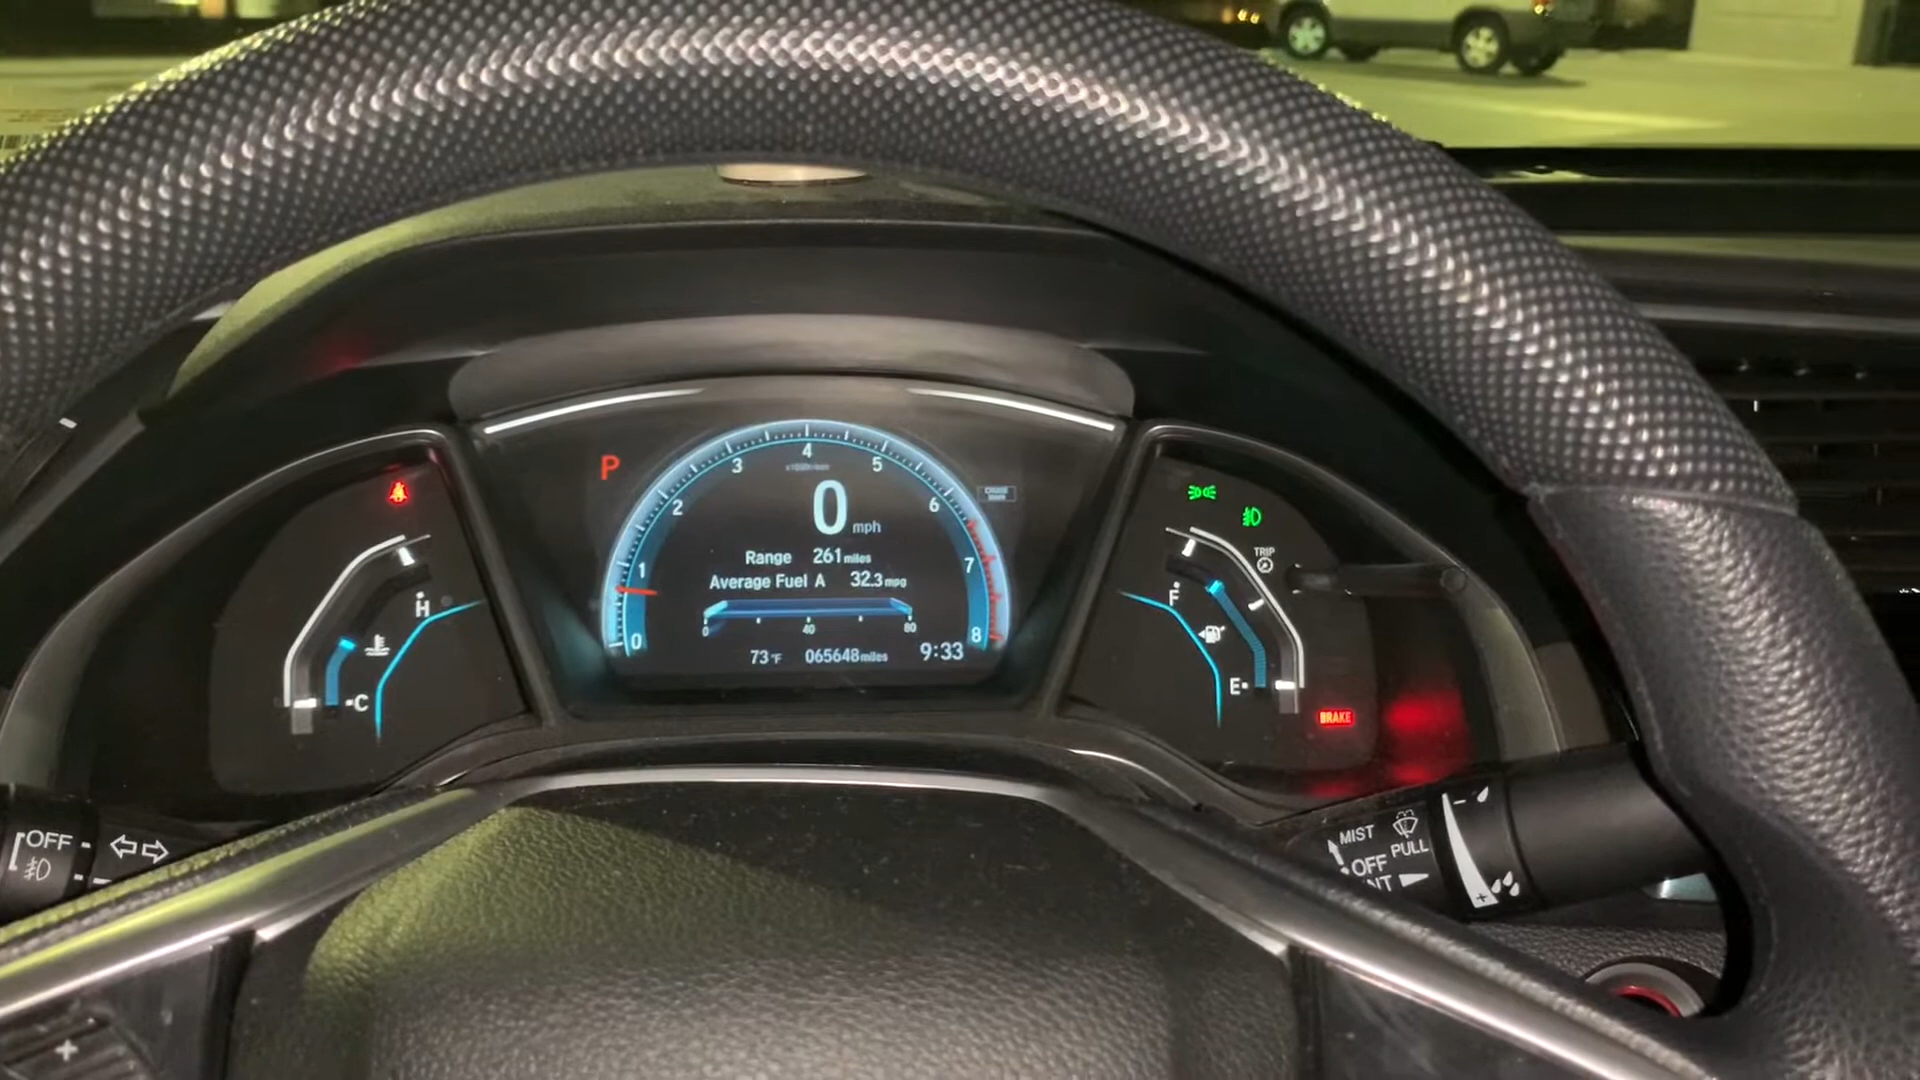 P
0 1 2 3 4 5 6 7 8
0 mph
Range 261 miles
Average Fuel A 32.3 mpg
0 40 80
73°F 065648 miles 9:33
H
C
TRIP
F
E
BRAKE
OFF
MIST
OFF PULL
INT
- +
+